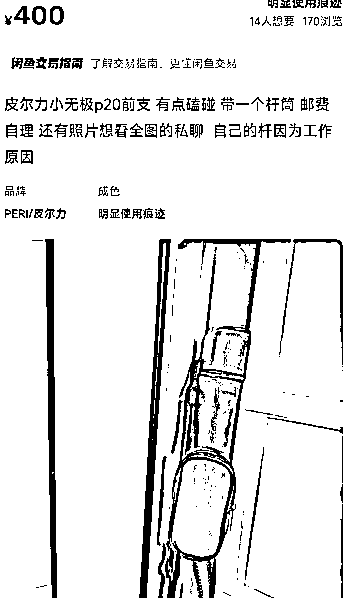 ¥400
明显使用痕迹
14人想要 170浏览
闲鱼交易指南 了解交易指南,更懂闲鱼交易
皮尔力小无极p20前支 有点磕碰 带一个杆筒 邮费
自理 还有照片想看全图的私聊 自己的杆因为工作
原因
品牌 成色
PERI/皮尔力 明显使用痕迹